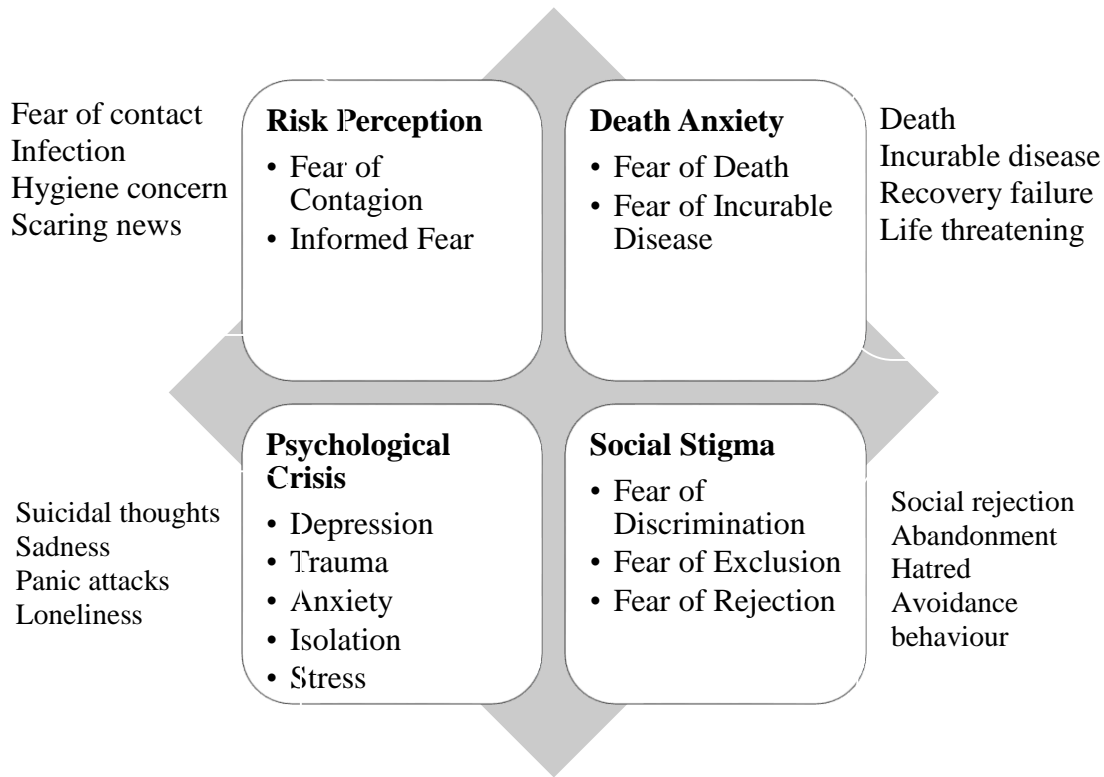 Fear of contact
Infection
Hygiene concern
Scaring news
Risk Perception
• Fear of
Contagion
• Informed Fear
Death Anxiety
• Fear of Death
• Fear of Incurable
Disease
Death
Incurable disease
Recovery failure
Life threatening
Suicidal thoughts
Sadness
Panic attacks
Loneliness
Psychological
Crisis
• Depression
• Trauma
• Anxiety
• Isolation
• Stress
Social Stigma
• Fear of
Discrimination
• Fear of Exclusion
• Fear of Rejection
Social rejection
Abandonment
Hatred
Avoidance
behaviour